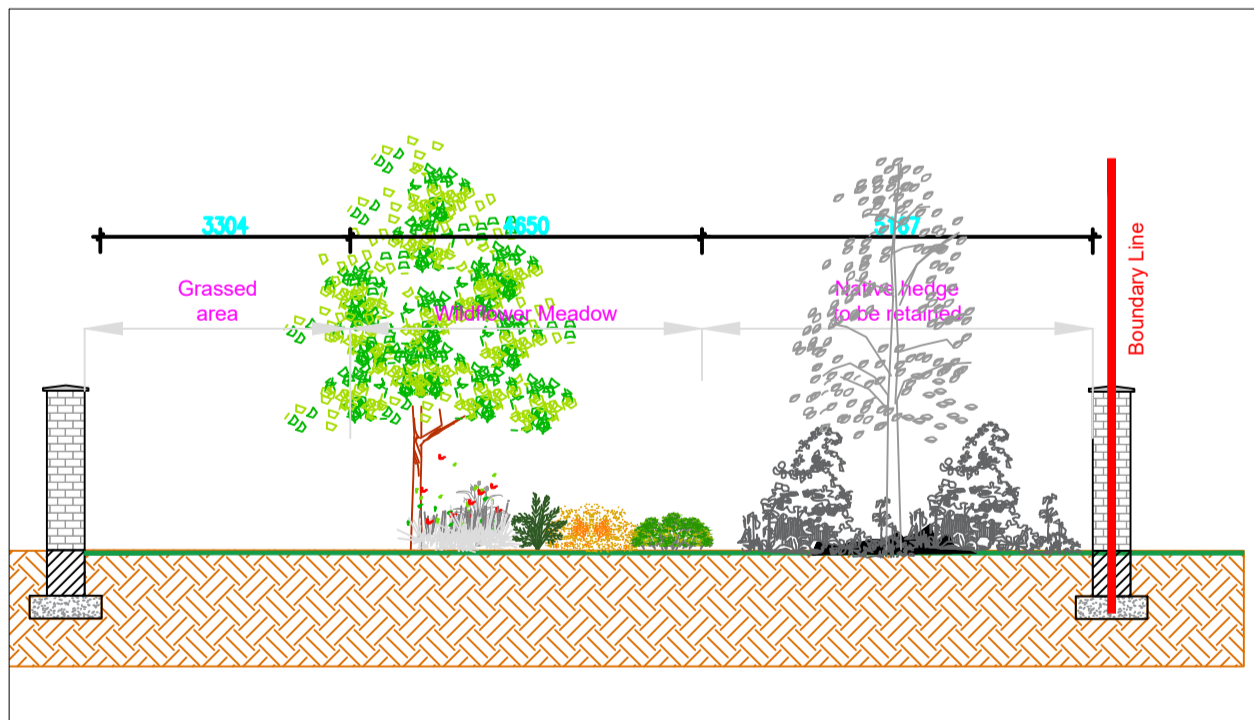 3304
4650
5167
Grassed
area
Wildflower Meadow
Native hedge
to be retained
Boundary Line